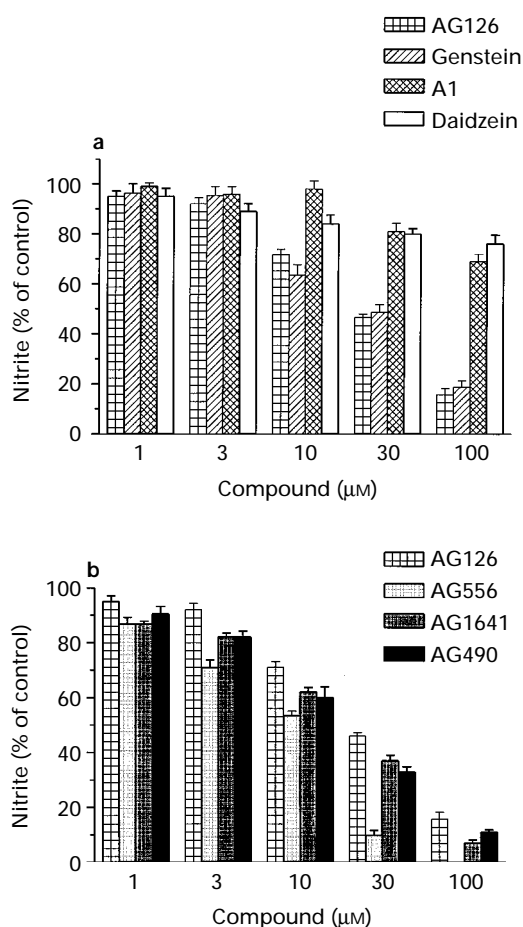 AG126
Genstein
A1
Daidzein
a
100
80
60
40
20
0
Nitrite (% of control)
1 3 10 30 100
Compound (μM)
b
AG126
AG556
AG1641
AG490
100
80
60
40
20
0
Nitrite (% of control)
1 3 10 30 100
Compound (μM)